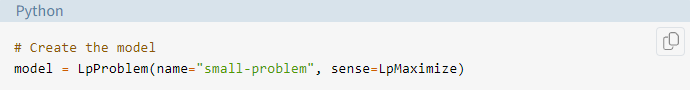 Python
# Create the model
model = LpProblem(name="small-problem", sense=LpMaximize)